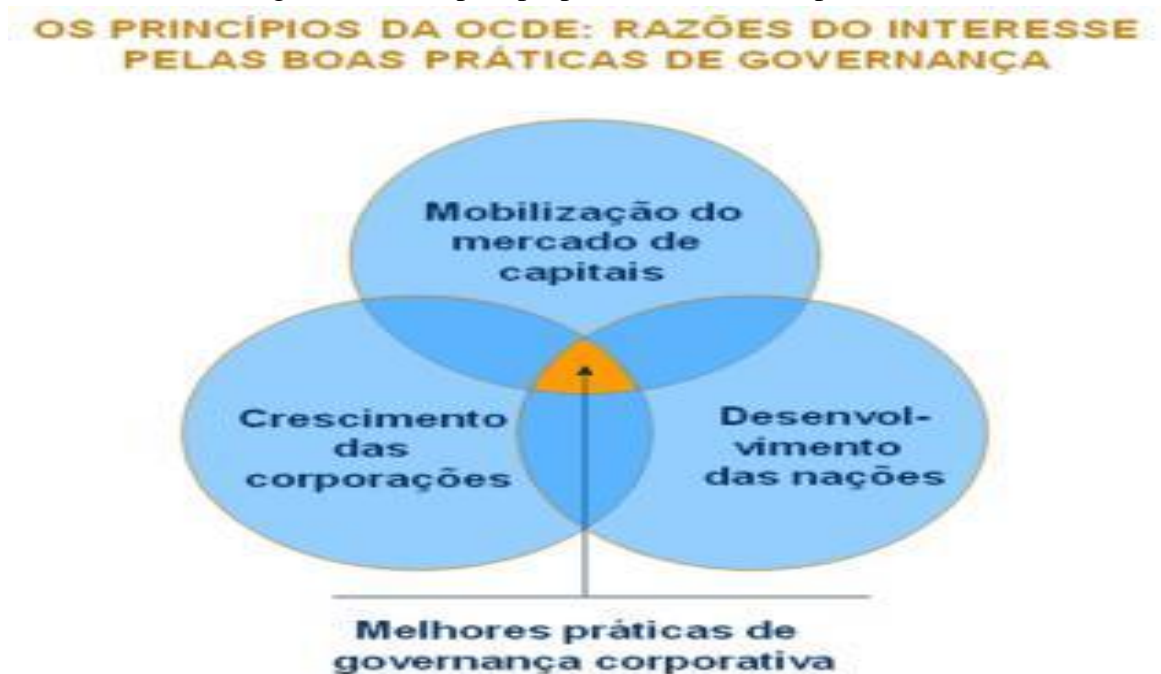 OS PRINCÍPIOS DA OCDE: RAZÕES DO INTERESSE
PELAS BOAS PRÁTICAS DE GOVERNANÇA
Mobilização do
mercado de
capitais
Crescimento
das
corporações
Desenvol-
vimento
das nações
Melhores práticas de
governança corporativa